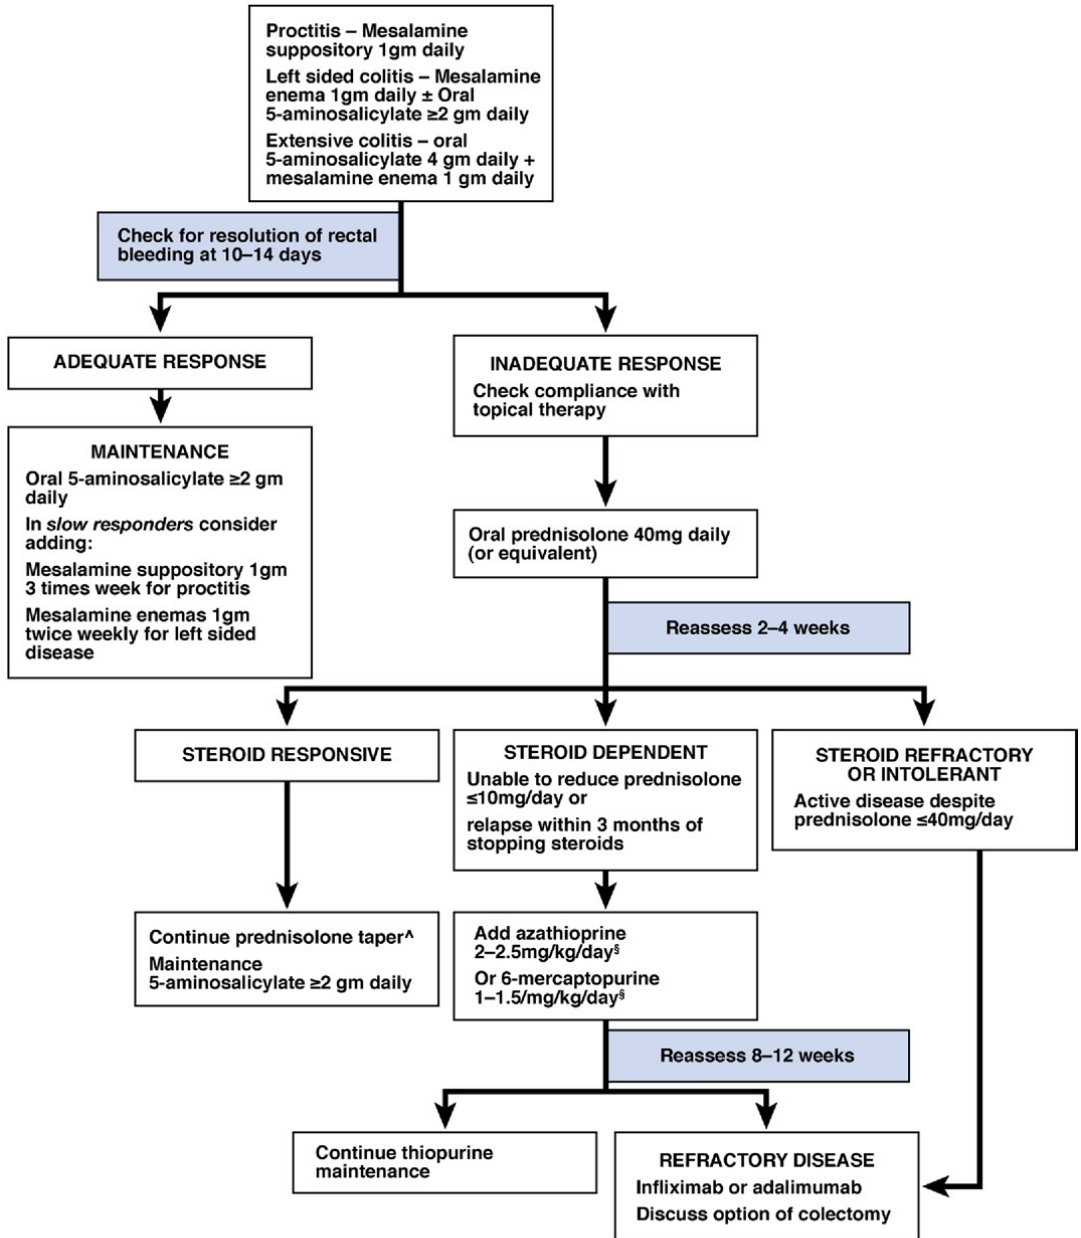 Proctitis – Mesalamine
suppository 1gm daily
Left sided colitis – Mesalamine
enema 1gm daily ± Oral
5-aminosalicylate ≥2 gm daily
Extensive colitis – oral
5-aminosalicylate 4 gm daily +
mesalamine enema 1 gm daily
Check for resolution of rectal
bleeding at 10–14 days
ADEQUATE RESPONSE
INADEQUATE RESPONSE
Check compliance with
topical therapy
MAINTENANCE
Oral 5-aminosalicylate ≥2 gm
daily
In slow responders consider
adding:
Mesalamine suppository 1gm
3 times week for proctitis
Mesalamine enemas 1gm
twice weekly for left sided
disease
Oral prednisolone 40mg daily
(or equivalent)
Reassess 2–4 weeks
STEROID RESPONSIVE
STEROID DEPENDENT
Unable to reduce prednisolone
≤10mg/day or
relapse within 3 months of
stopping steroids
STEROID REFRACTORY
OR INTOLERANT
Active disease despite
prednisolone ≤40mg/day
Continue prednisolone taper^
Maintenance
5-aminosalicylate ≥2 gm daily
Add azathioprine
2–2.5mg/kg/day§
Or 6-mercaptopurine
1–1.5/mg/kg/day§
Reassess 8–12 weeks
Continue thiopurine
maintenance
REFRACTORY DISEASE
Infliximab or adalimumab
Discuss option of colectomy